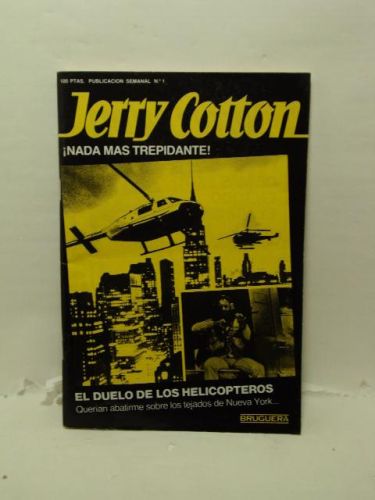 100 PTAS. PUBLICACION SEMANAL N.º 1
Jerry Cotton
¡NADA MAS TREPIDANTE!
EL DUELO DE LOS HELICOPTEROS
Querían abatirme sobre los tejados de Nueva York...
BRUGUERA